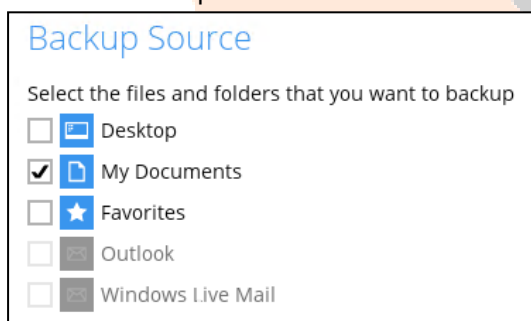 Backup Source
Select the files and folders that you want to backup
Desktop
My Documents
Favorites
Outlook
Windows Live Mail